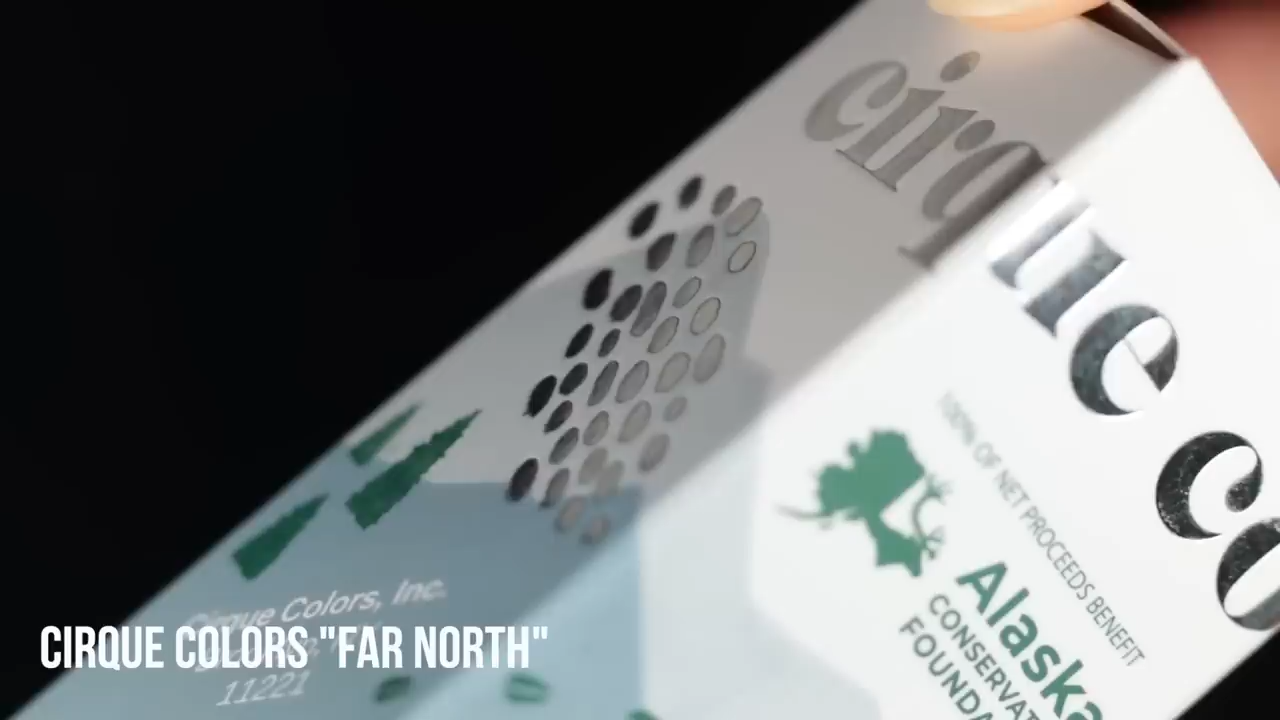 cirque co
100% OF NET PROCEEDS BENEFIT
Alaska
CONSERVAT
FOUNDA
Cirque Colors, Inc.
11221
CIRQUE COLORS "FAR NORTH"